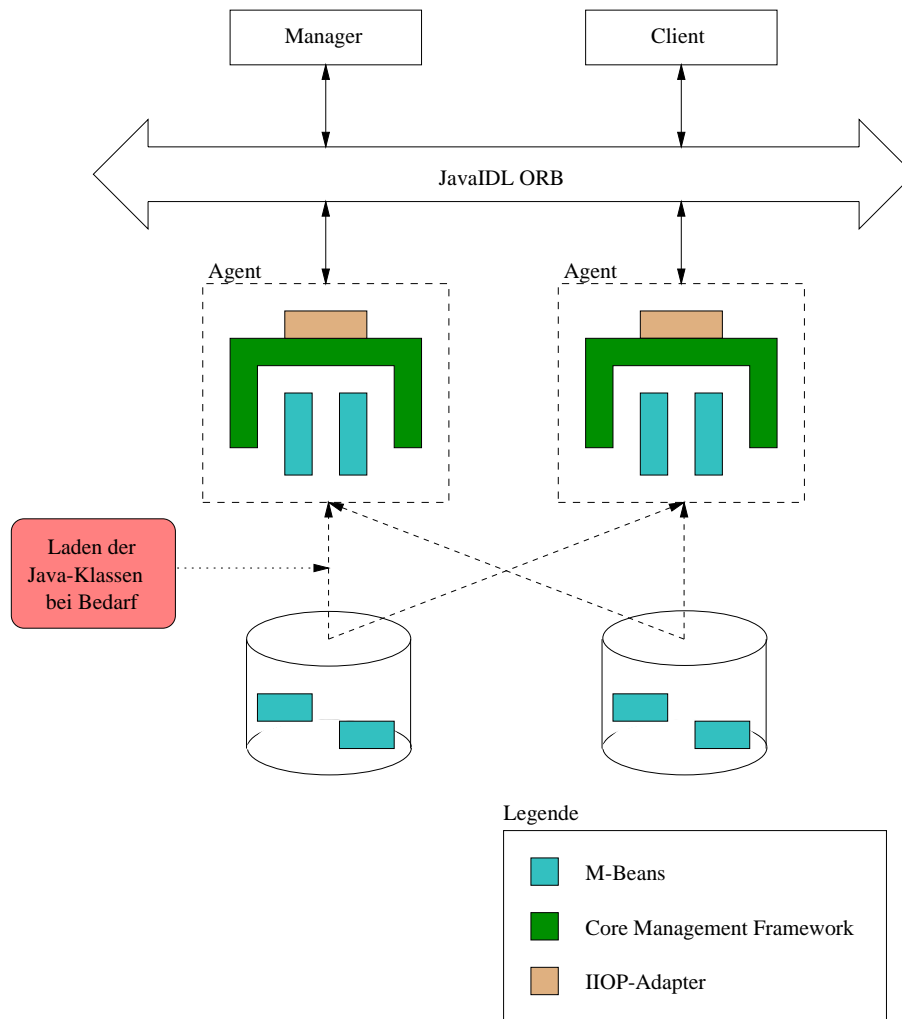 Manager
Client
JavaIDL ORB
Agent
Agent
Laden der
Java-Klassen
bei Bedarf
Legende
M-Beans
Core Management Framework
IIOP-Adapter